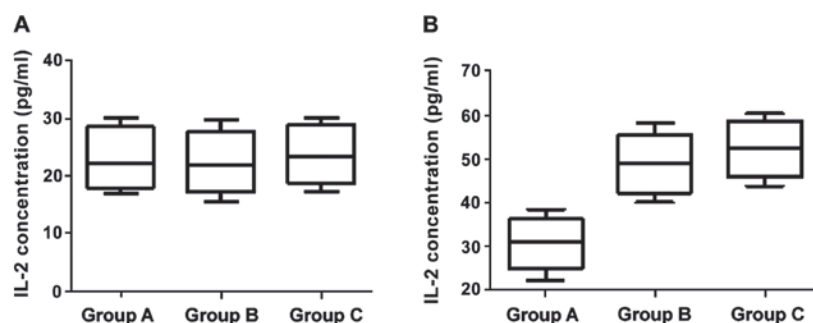 A
IL-2 concentration (pg/ml)
40
30
20
10
0
Group A Group B Group C
B
IL-2 concentration (pg/ml)
70
60
50
40
30
20
Group A Group B Group C